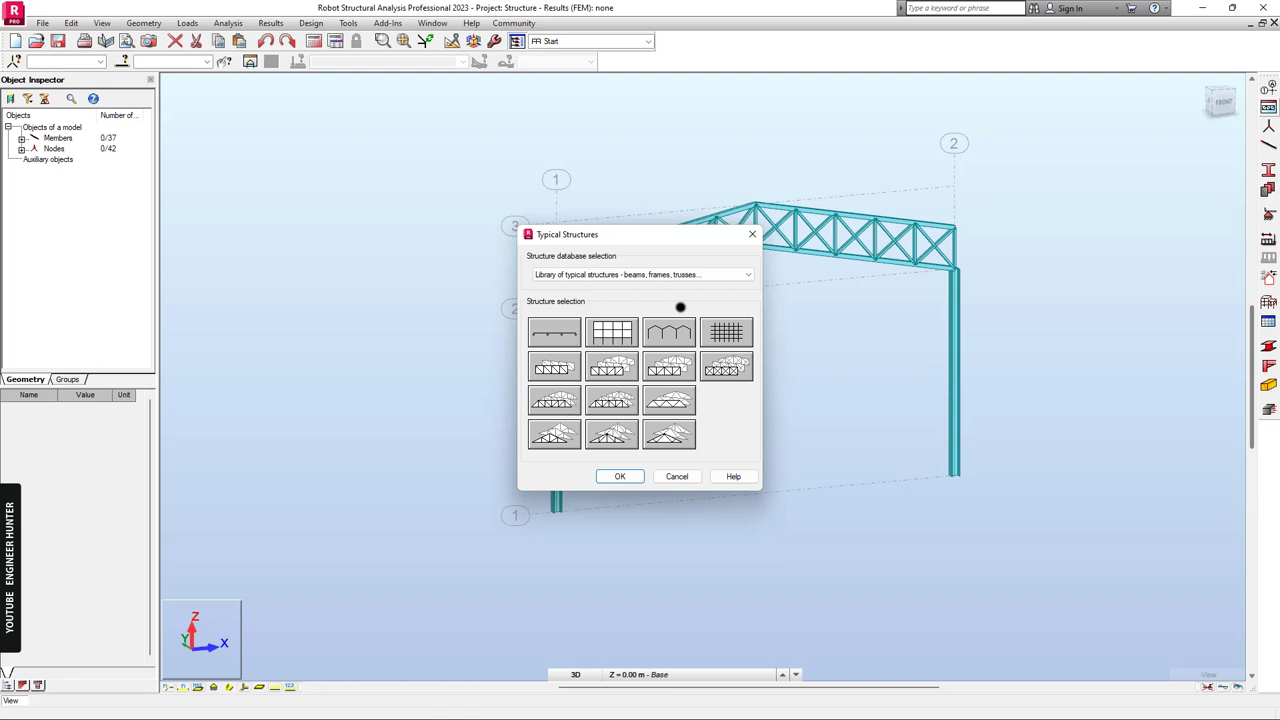 Robot Structural Analysis Professional 2023 - Project: Structure - Results (FEM): none
Type a keyword or phrase
Sign In
File Edit View Geometry Loads Analysis Results Design Tools Add-Ins Window Help Community
PRO
Start
Object Inspector
Objects Number of...
Objects of a model
Members 0/37
Nodes 0/42
Auxiliary objects
Geometry Groups
Name Value Unit
YOUTUBE ENGINEER HUNTER
View
FRONT
1
2
3
2
1
Typical Structures
Structure database selection
Library of typical structures - beams, frames, trusses...
Structure selection
OK Cancel Help
Z
Y
X
3D Z = 0.00 m - Base
View